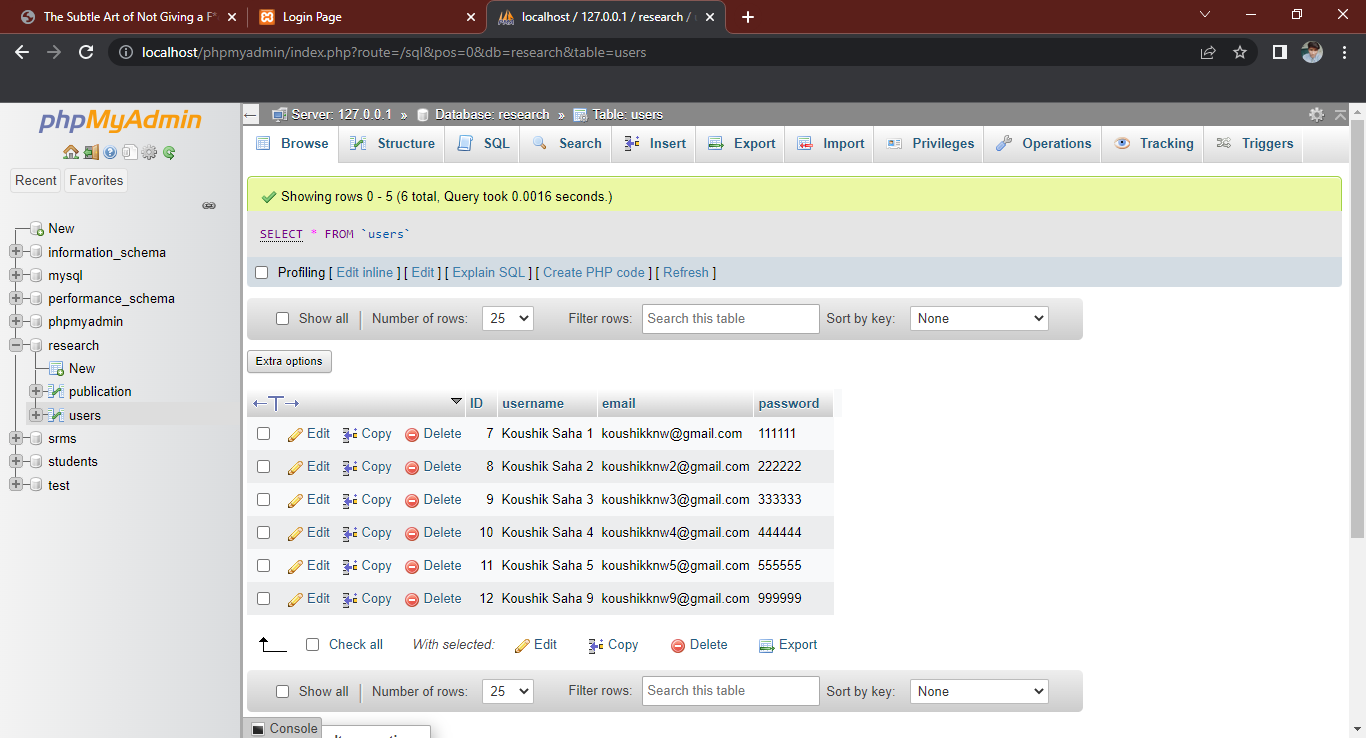 The Subtle Art of Not Giving a F*
Login Page
localhost / 127.0.0.1 / research /
localhost/phpmyadmin/index.php?route=/sql&pos=0&db=research&table=users
phpMyAdmin
Recent Favorites
New
information_schema
mysql
performance_schema
phpmyadmin
research
New
publication
users
srms
students
test
Server: 127.0.0.1 » Database: research » Table: users
Browse Structure SQL Search Insert Export Import Privileges Operations Tracking Triggers
Showing rows 0 - 5 (6 total, Query took 0.0016 seconds.)
SELECT * FROM `users`
Profiling [ Edit inline ] [ Edit ] [ Explain SQL ] [ Create PHP code ] [ Refresh ]
Show all | Number of rows: 25 Filter rows: Search this table Sort by key: None
Extra options
←T→ ID username email password
Edit Copy Delete 7 Koushik Saha 1 koushikknw@gmail.com 111111
Edit Copy Delete 8 Koushik Saha 2 koushikknw2@gmail.com 222222
Edit Copy Delete 9 Koushik Saha 3 koushikknw3@gmail.com 333333
Edit Copy Delete 10 Koushik Saha 4 koushikknw4@gmail.com 444444
Edit Copy Delete 11 Koushik Saha 5 koushikknw5@gmail.com 555555
Edit Copy Delete 12 Koushik Saha 9 koushikknw9@gmail.com 999999
Check all With selected: Edit Copy Delete Export
Show all | Number of rows: 25 Filter rows: Search this table Sort by key: None
Console